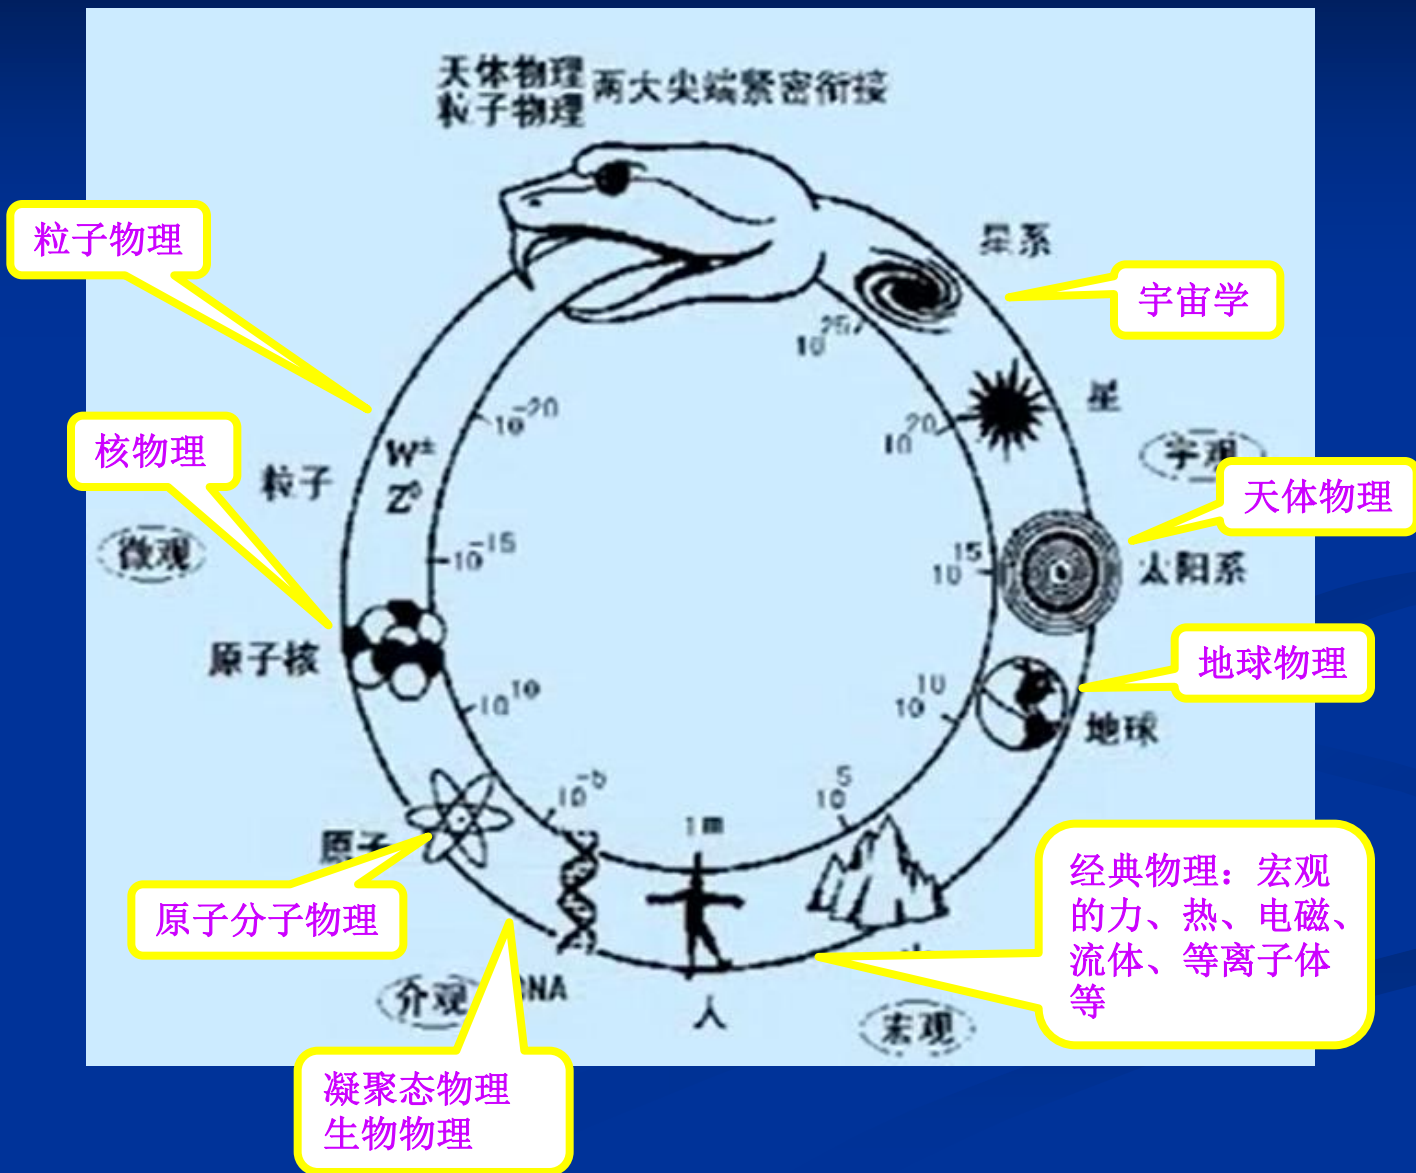 天体物理
粒子物理
两大尖端紧密衔接
粒子物理
星系
宇宙学
10^25
星
10^20
10^-20
宇观
核物理
W±
Z⁰
粒子
天体物理
微观
10^-15
10^15
太阳系
原子核
地球物理
10^10
10^10
地球
10^-5
10^5
1m
原子
原子分子物理
经典物理：宏观
的力、热、电磁、
流体、等离子体
等
介观
DNA
人
宏观
凝聚态物理
生物物理